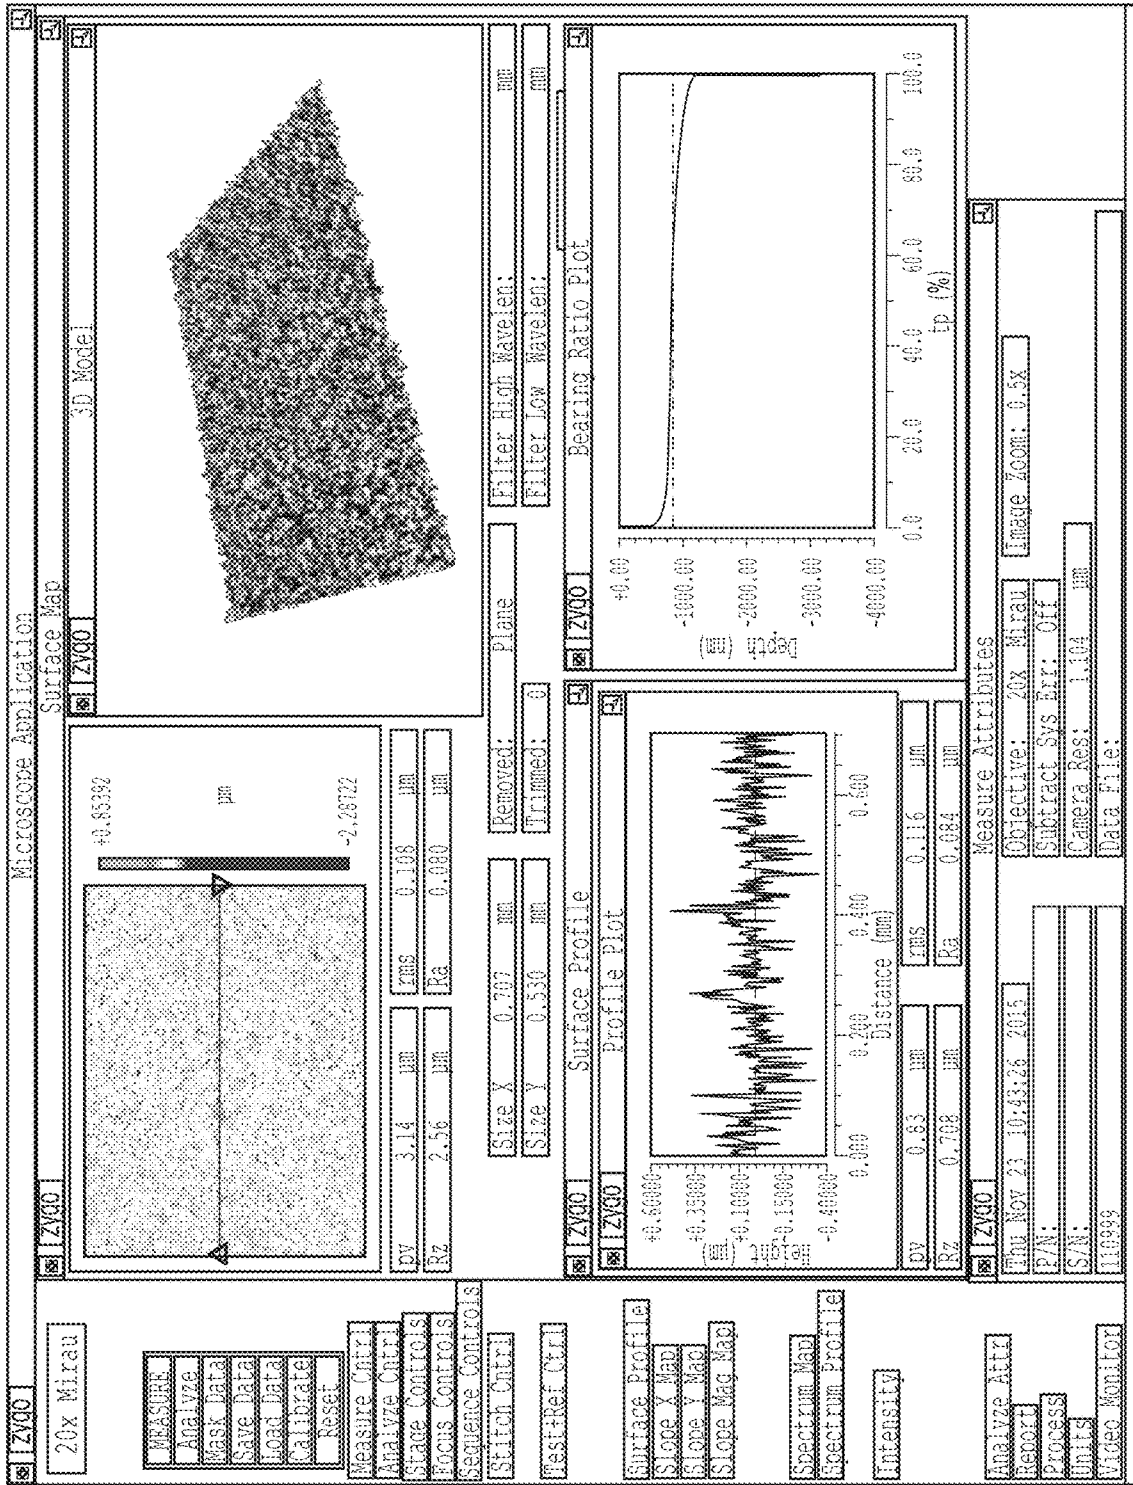 zygo Microscope Application
20x Mirau
MEASURE
Analyze
Mask Data
Save Data
Load Data
Calibrate
Reset
Measure Cntrl
Analyze Cntrl
Stage Controls
Focus Controls
Sequence Controls
Stitch Cntrl
TestRef Ctrl
Surface Profile
Slope X Map
Slope Y Map
Slope Mag Map
Spectrum Map
Spectrum Profile
Intensity
Analyze Attr
Report
Process
Units
Video Monitor
zygo Surface Map
+0.85392
µm
-2.28722
pv 3.14 µm
rms 0.108 µm
Rz 2.56 µm
Ra 0.080 µm
zygo 3D Model
Size X 0.707 mm
Size Y 0.530 mm
Removed: Plane
Trimmed: 0
Filter High Wavelen: mm
Filter Low Wavelen: mm
zygo Surface Profile
zygo Profile Plot
+0.60000
+0.35000
+0.10000
-0.15000
-0.40000
Height (µm)
0.000 0.200 0.400 0.600
Distance (mm)
pv 0.83 µm
rms 0.116 µm
Rz 0.708 µm
Ra 0.084 µm
zygo Bearing Ratio Plot
+0.00
-1000.00
-2000.00
-3000.00
-4000.00
Depth (nm)
0.0 20.0 40.0 60.0 80.0 100.0
tp (%)
zygo Measure Attributes
Thu Nov 23 10:43:26 2015
P/N:
S/N:
118999
Objective: 20x Mirau
Image Zoom: 0.5x
Subtract Sys Err: Off
Camera Res: 1.104 µm
Data File: